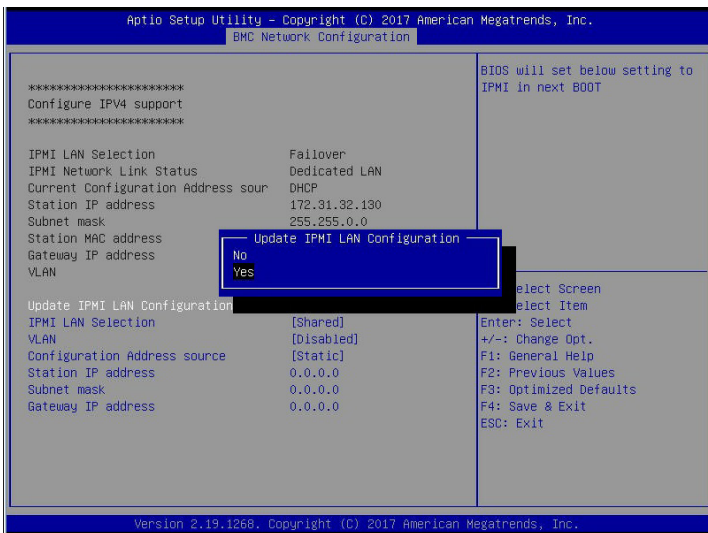 Aptio Setup Utility – Copyright (C) 2017 American Megatrends, Inc.
BMC Network Configuration
BIOS will set below setting to
IPMI in next BOOT
***********************
Configure IPV4 support
***********************
IPMI LAN Selection Failover
IPMI Network Link Status Dedicated LAN
Current Configuration Address sour DHCP
Station IP address 172.31.32.130
Subnet mask 255.255.0.0
Station MAC address
Gateway IP address
VLAN
Update IPMI LAN Configuration
No
Yes
Update IPMI LAN Configuration
IPMI LAN Selection [Shared]
VLAN [Disabled]
Configuration Address source [Static]
Station IP address 0.0.0.0
Subnet mask 0.0.0.0
Gateway IP address 0.0.0.0
elect Screen
elect Item
Enter: Select
+/-: Change Opt.
F1: General Help
F2: Previous Values
F3: Optimized Defaults
F4: Save & Exit
ESC: Exit
Version 2.19.1268. Copyright (C) 2017 American Megatrends, Inc.